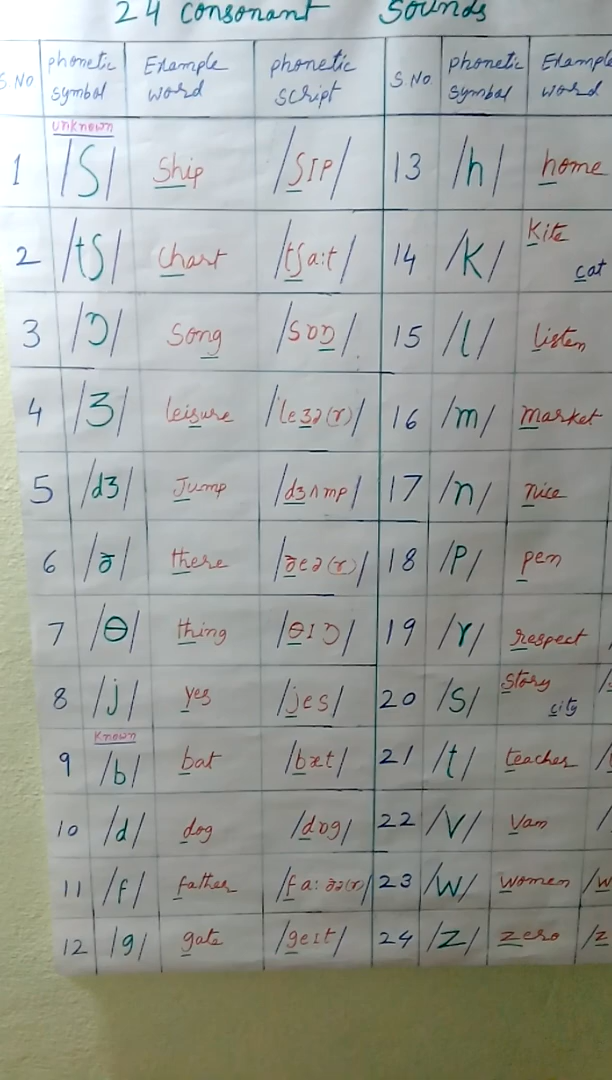 24 consonant Sounds
S.NO phonetic symbol Example word phonetic script S.NO phonetic symbol Example word
unknown
1 /ʃ/ Ship /ʃɪp/ 13 /h/ home
2 /tʃ/ chart /tʃa:t/ 14 /K/ Kite cat
3 /ŋ/ Song /sɒŋ/ 15 /l/ listen
4 /ʒ/ leisure /ˈleʒə(r)/ 16 /m/ market
5 /dʒ/ Jump /dʒʌmp/ 17 /n/ nice
6 /ð/ there /ðeə(r)/ 18 /P/ pen
7 /θ/ thing /θɪŋ/ 19 /r/ respect
8 /j/ yes /jes/ 20 /S/ Story city
Known
9 /b/ bat /bæt/ 21 /t/ teacher
10 /d/ dog /dɒg/ 22 /V/ Van
11 /f/ father /fa:ðə(r)/ 23 /W/ women /w
12 /g/ gate /geɪt/ 24 /Z/ zero /z